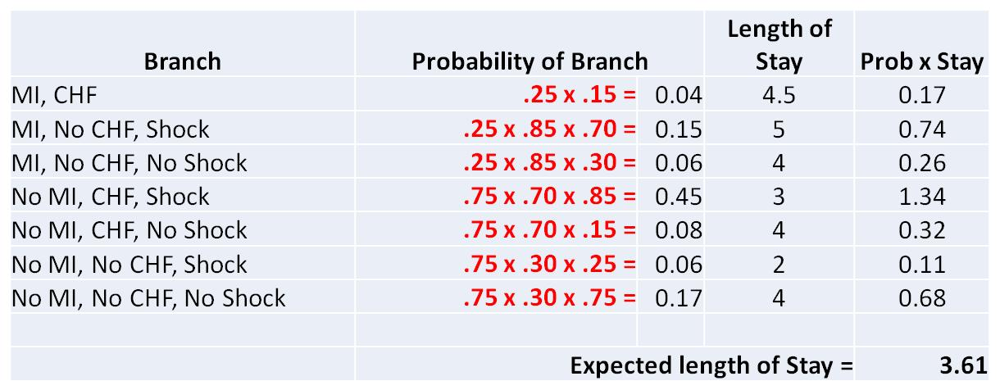 Branch Probability of Branch Length of Stay Prob x Stay
MI, CHF .25 x .15 = 0.04 4.5 0.17
MI, No CHF, Shock .25 x .85 x .70 = 0.15 5 0.74
MI, No CHF, No Shock .25 x .85 x .30 = 0.06 4 0.26
No MI, CHF, Shock .75 x .70 x .85 = 0.45 3 1.34
No MI, CHF, No Shock .75 x .70 x .15 = 0.08 4 0.32
No MI, No CHF, Shock .75 x .30 x .25 = 0.06 2 0.11
No MI, No CHF, No Shock .75 x .30 x .75 = 0.17 4 0.68
Expected length of Stay = 3.61